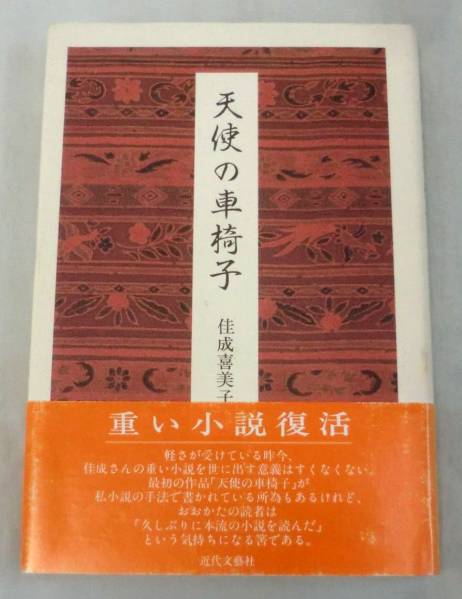 天使の車椅子
佳成喜美子
重い小説復活
軽さが受けている昨今、
佳成さんの重い小説を世に出す意義はすくなくない。
最初の作品「天使の車椅子」が
私小説の手法で書かれている所為もあるけれど、
おおかたの読者は
「久しぶりに本流の小説を読んだ」
という気持ちになる筈である。
近代文藝社